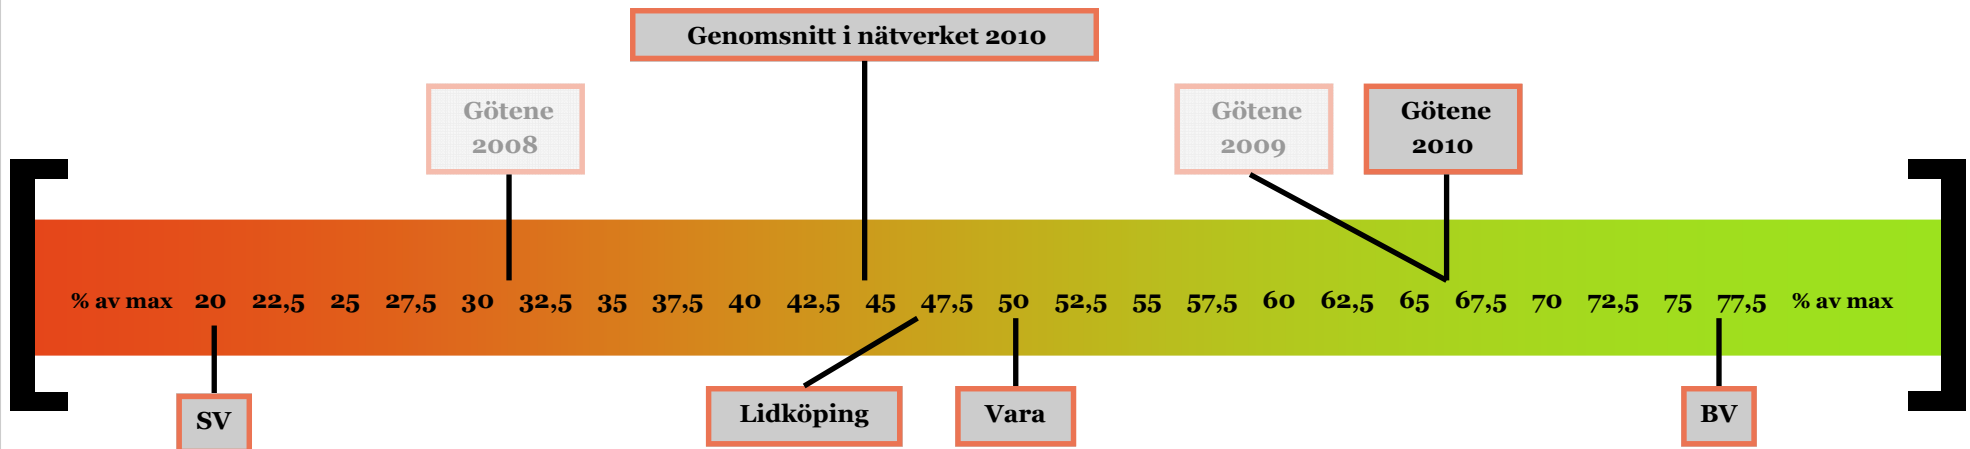 Genomsnitt i nätverket 2010
Götene
2008
Götene
2009
Götene
2010
% av max 20 22,5 25 27,5 30 32,5 35 37,5 40 42,5 45 47,5 50 52,5 55 57,5 60 62,5 65 67,5 70 72,5 75 77,5 % av max
SV
Lidköping
Vara
BV